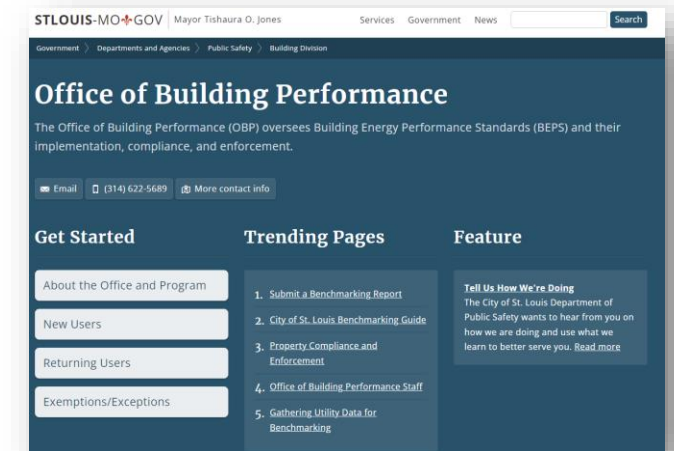 STLOUIS-MO GOV Mayor Tishaura O. Jones Services Government News Search
Government Departments and Agencies Public Safety Building Division
Office of Building Performance
The Office of Building Performance (OBP) oversees Building Energy Performance Standards (BEPS) and their
implementation, compliance, and enforcement.
Email (314) 622-5689 More contact info
Get Started
About the Office and Program
New Users
Returning Users
Exemptions/Exceptions
Trending Pages
1. Submit a Benchmarking Report
2. City of St. Louis Benchmarking Guide
3. Property Compliance and
Enforcement
4. Office of Building Performance Staff
5. Gathering Utility Data for
Benchmarking
Feature
Tell Us How We're Doing
The City of St. Louis Department of
Public Safety wants to hear from you on
how we are doing and use what we
learn to better serve you. Read more